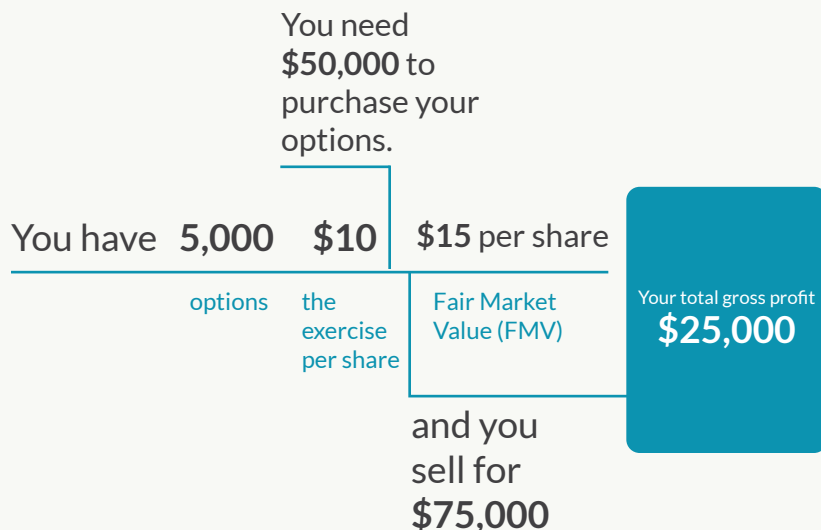 You need
$50,000 to
purchase your
options.
You have 5,000 $10 $15 per share
options
the
exercise
per share
Fair Market
Value (FMV)
Your total gross profit
$25,000
and you
sell for
$75,000